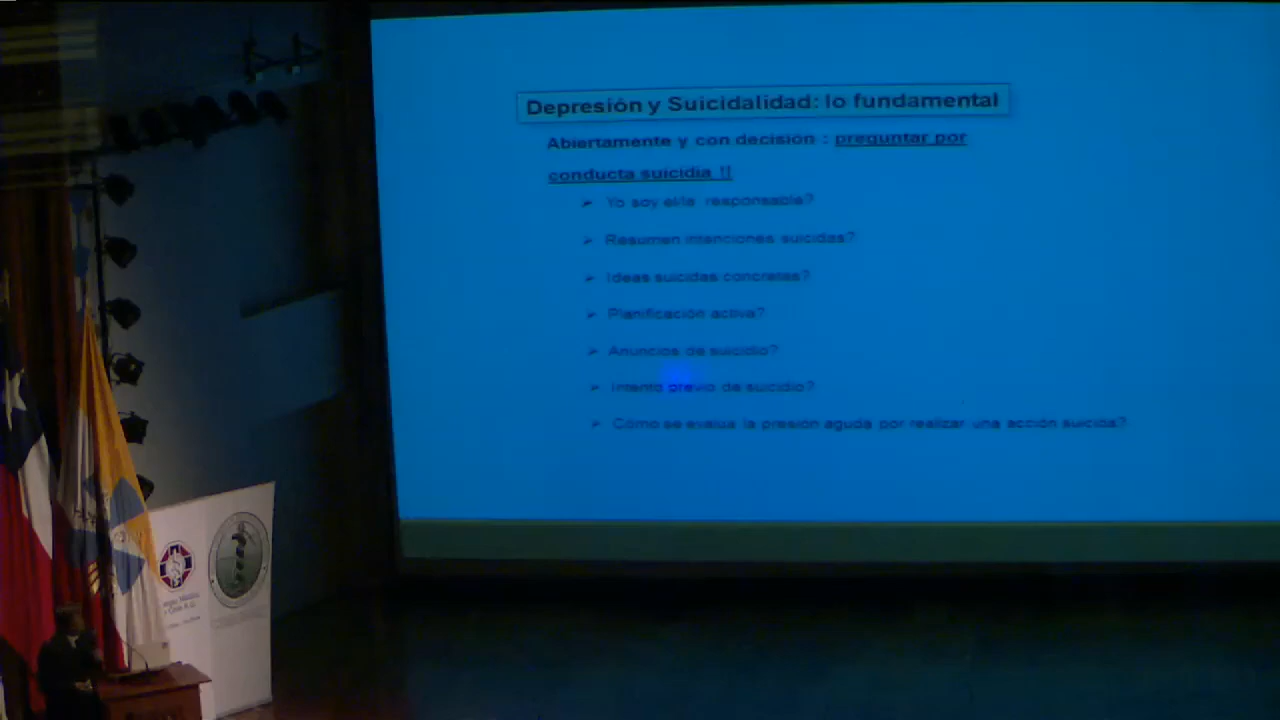 Depresión y Suicidalidad: lo fundamental
Abiertamente y con decisión : preguntar por
conducta suicidia !!
➢ Yo soy el/la responsable?
➢ Resumen intenciones suicidas?
➢ Ideas suicidas concretas?
➢ Planificación activa?
➢ Anuncios de suicidio?
➢ Intento previo de suicidio?
➢ Cómo se evalua la presión aguda por realizar una acción suicida?